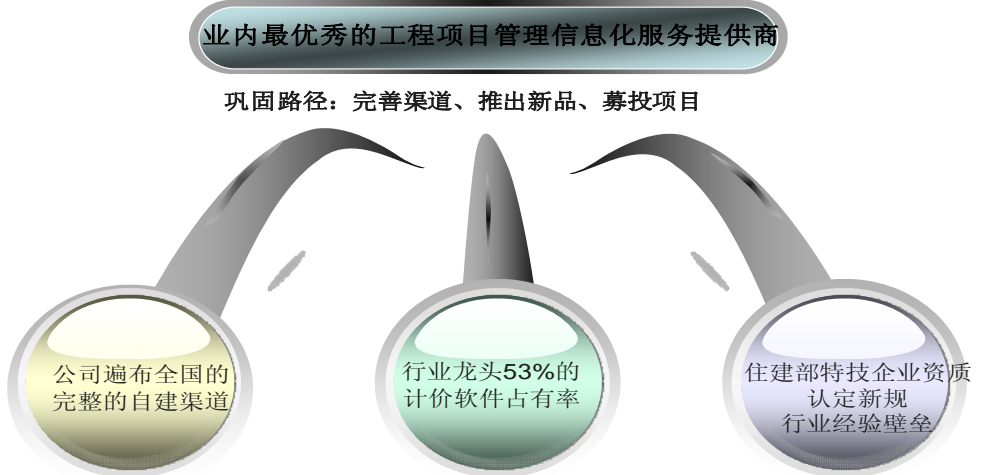 业内最优秀的工程项目管理信息化服务提供商
巩固路径：完善渠道、推出新品、募投项目
公司遍布全国的
完整的自建渠道
行业龙头53%的
计价软件占有率
住建部特技企业资质
认定新规
行业经验壁垒